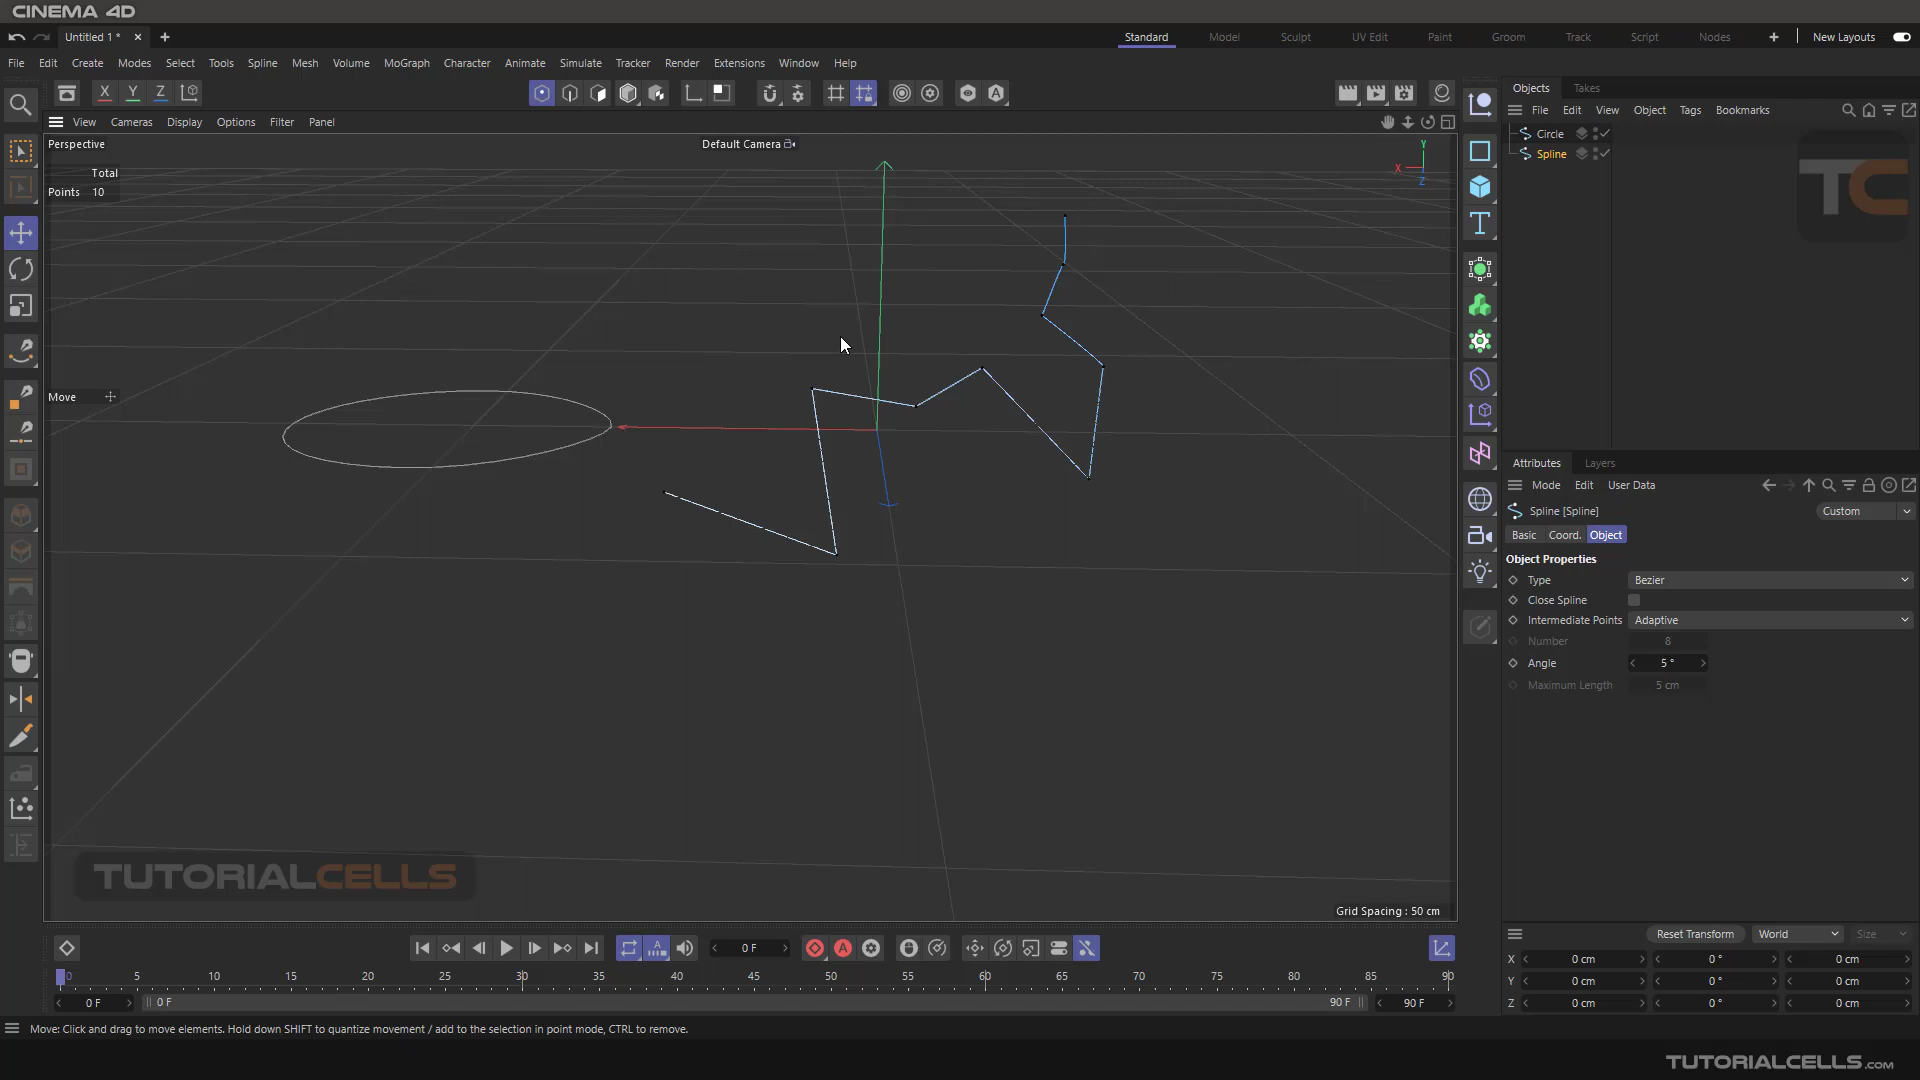 CINEMA 4D
Untitled 1 *
Standard Model Sculpt UV Edit Paint Groom Track Script Nodes New Layouts
File Edit Create Modes Select Tools Spline Mesh Volume MoGraph Character Animate Simulate Tracker Render Extensions Window Help
X Y Z
View Cameras Display Options Filter Panel
Perspective
Default Camera
Total
Points 10
Move
Y
X
Z
Objects Takes
File Edit View Object Tags Bookmarks
Circle
Spline
TC
Attributes Layers
Mode Edit User Data
Spline [Spline]
Custom
Basic Coord. Object
Object Properties
Type Bezier
Close Spline
Intermediate Points Adaptive
Number 8
Angle 5 °
Maximum Length 5 cm
TUTORIALCELLS
Grid Spacing : 50 cm
0 F
0 5 10 15 20 25 30 35 40 45 50 55 60 65 70 75 80 85 90
0 F 0 F 90 F 90 F
Reset Transform World Size
X 0 cm 0 ° 0 cm
Y 0 cm 0 ° 0 cm
Z 0 cm 0 ° 0 cm
Move: Click and drag to move elements. Hold down SHIFT to quantize movement / add to the selection in point mode, CTRL to remove.
TUTORIALCELLS.COM